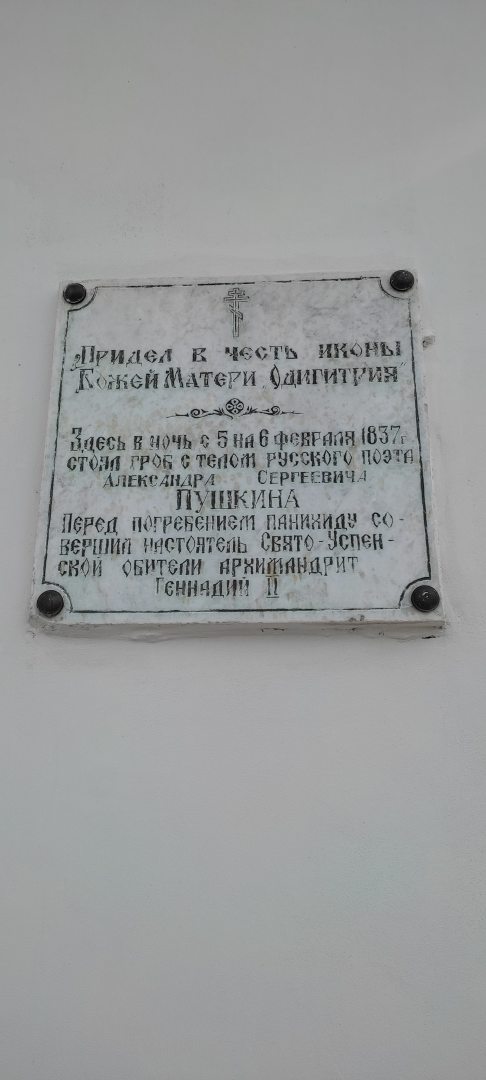 „Придел в честь иконы
Божей Матери „Одигитрия"
Здесь в ночь с 5 на 6 февраля 1837г.
стоял гроб с телом русского поэта
Александра Сергеевича
ПУШКИНА
Перед погребением панихиду со-
вершил настоятель Свято-Успен-
ской обители архимандрит
Геннадий II